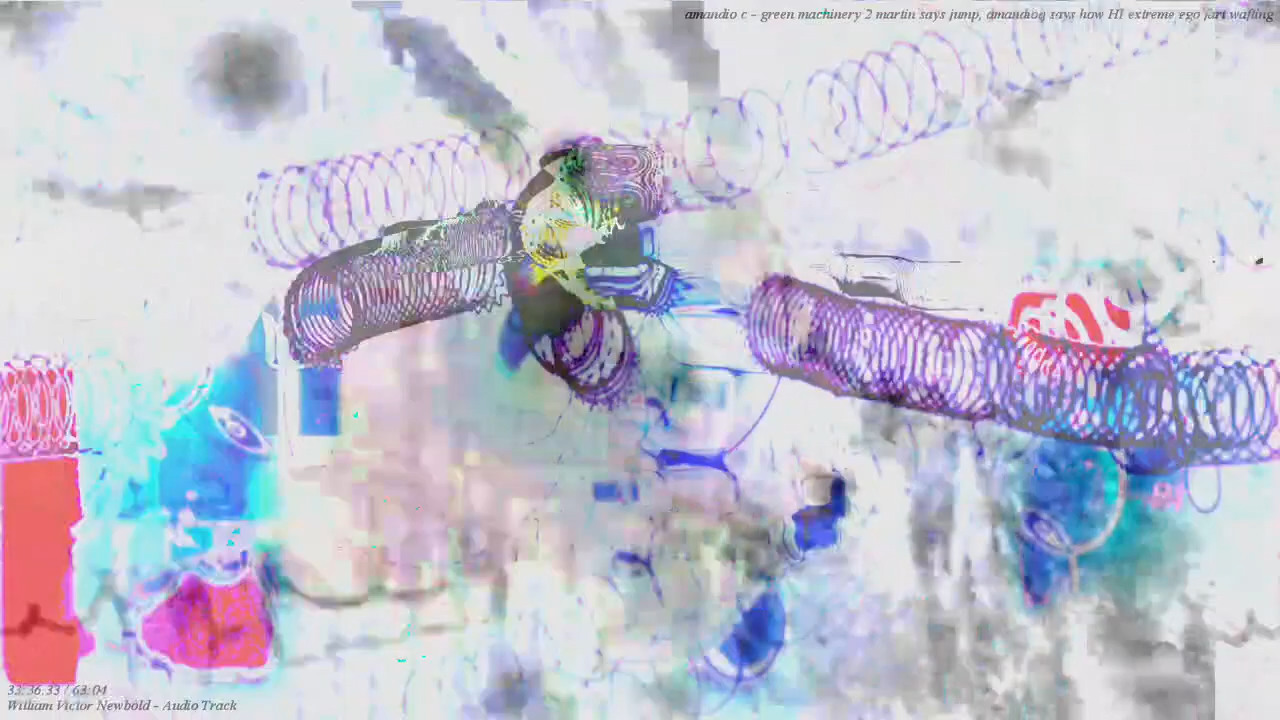 amandio c - green machinery 2 martin says jump, amandioq says how HI extreme ego fart wafting
33:36.33 / 63:04
William Victor Newbold - Audio Track